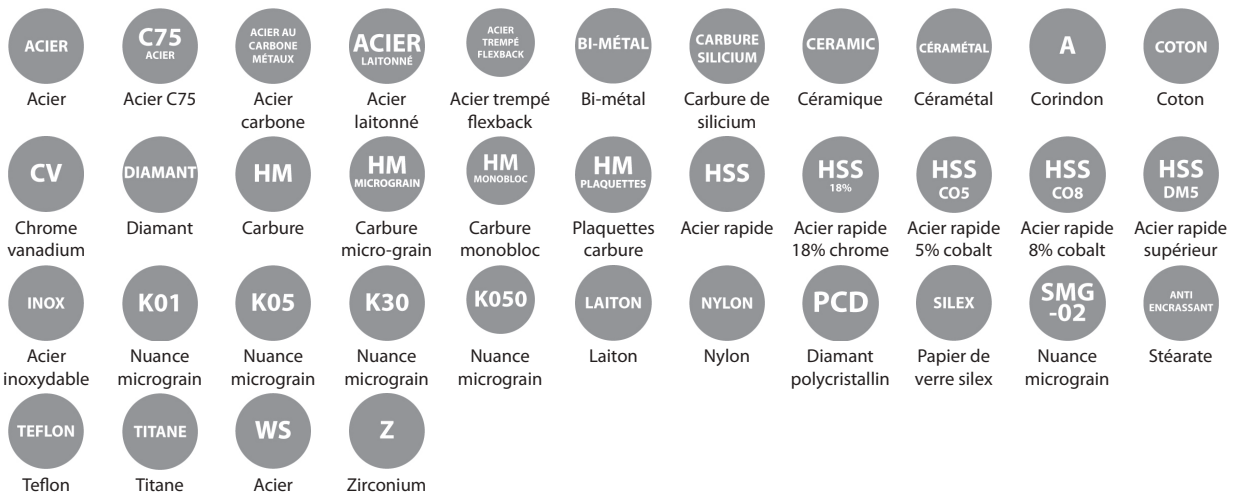 ACIER
Acier
C75
ACIER
Acier C75
ACIER AU
CARBONE
MÉTAUX
Acier
carbone
ACIER
LAITONNÉ
Acier
laitonné
ACIER
TREMPÉ
FLEXBACK
Acier trempé
flexback
BI-MÉTAL
Bi-métal
CARBURE
SILICIUM
Carbure de
silicium
CERAMIC
Céramique
CÉRAMÉTAL
Céramétal
A
Corindon
COTON
Coton
CV
Chrome
vanadium
DIAMANT
Diamant
HM
Carbure
HM
MICROGRAIN
Carbure
micro-grain
HM
MONOBLOC
Carbure
monobloc
HM
PLAQUETTES
Plaquettes
carbure
HSS
Acier rapide
HSS
18%
Acier rapide
18% chrome
HSS
CO5
Acier rapide
5% cobalt
HSS
CO8
Acier rapide
8% cobalt
HSS
DM5
Acier rapide
supérieur
INOX
Acier
inoxydable
K01
Nuance
micrograin
K05
Nuance
micrograin
K30
Nuance
micrograin
K050
Nuance
micrograin
LAITON
Laiton
NYLON
Nylon
PCD
Diamant
polycristallin
SILEX
Papier de
verre silex
SMG
-02
Nuance
micrograin
ANTI
ENCRASSANT
Stéarate
TEFLON
Teflon
TITANE
Titane
WS
Acier
Z
Zirconium